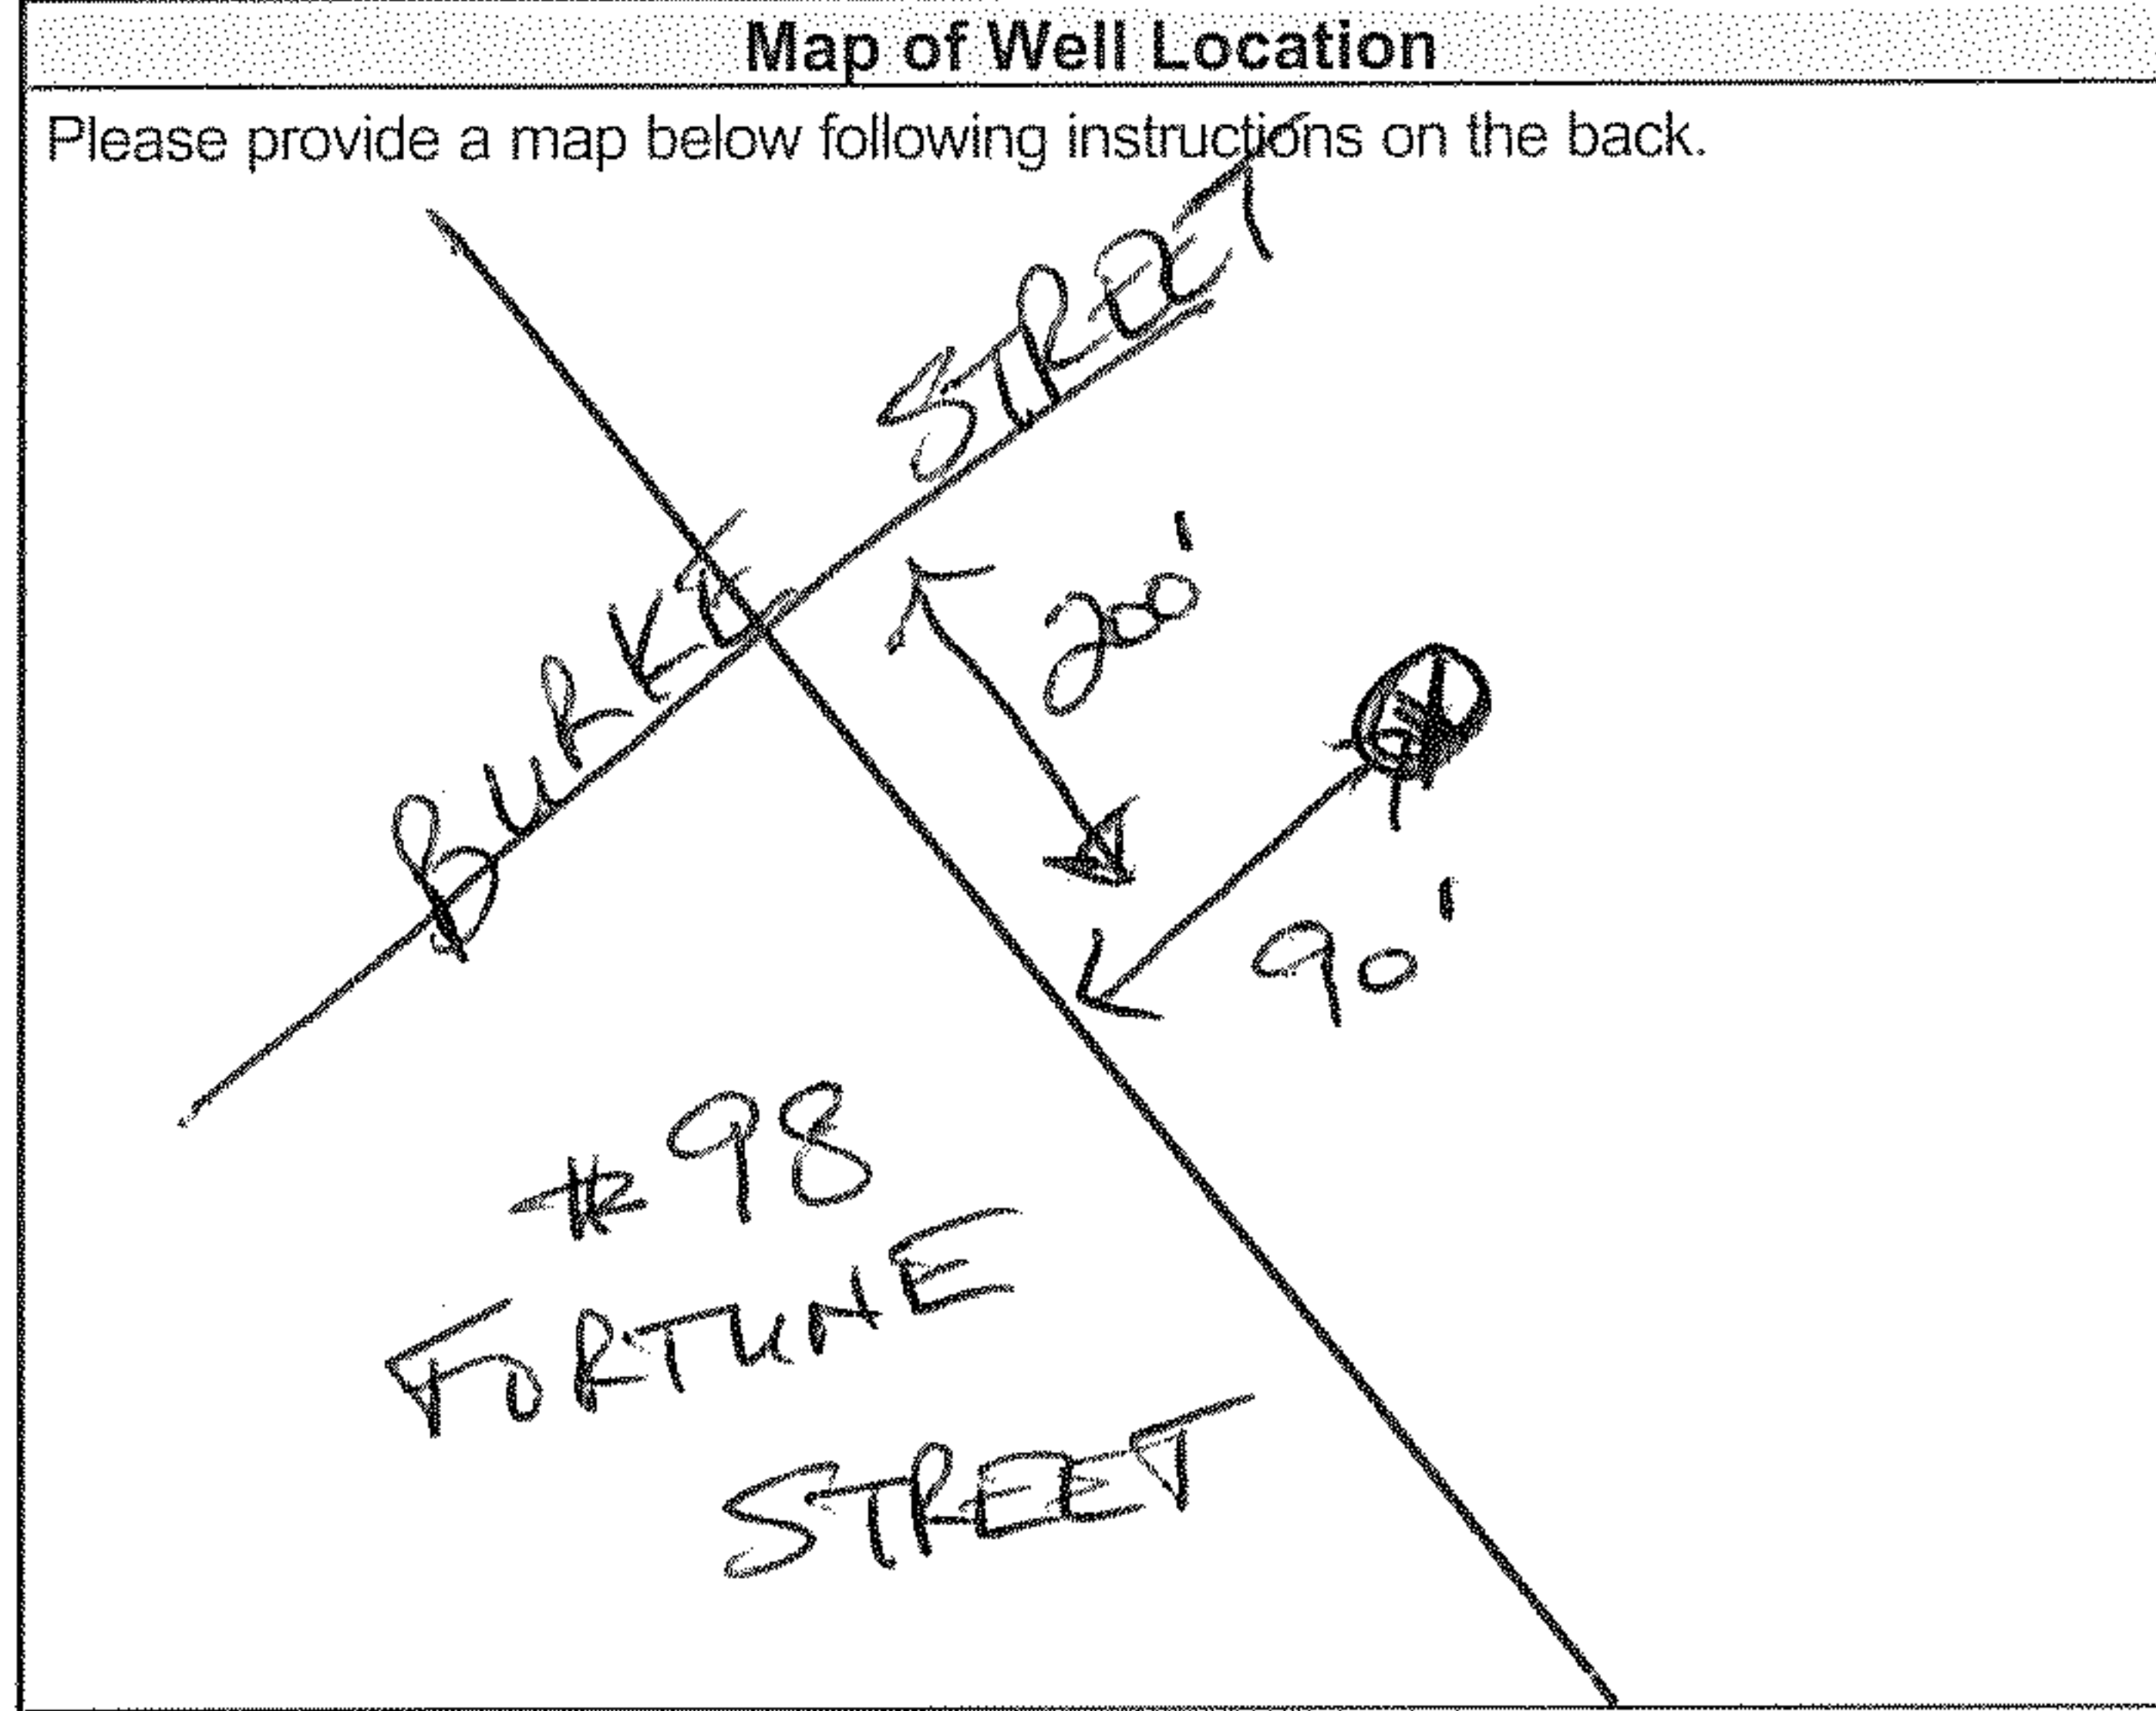 Map of Well Location
Please provide a map below following instructions on the back.
BURKE STREET
200'
90'
#98
FORTUNE
STREET